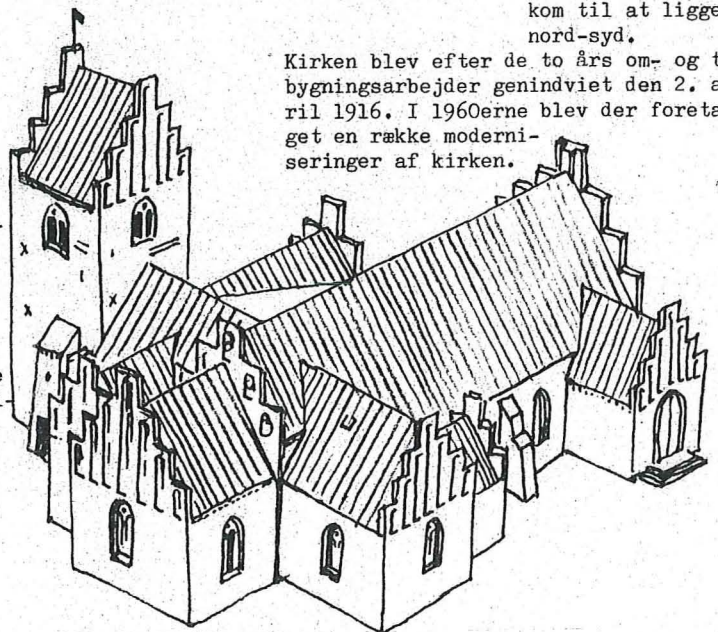 kom til at ligge
nord-syd.
Kirken blev efter de to års om- og t
bygningsarbejder genindviet den 2. a
ril 1916. I 1960erne blev der foreta
get en række moderni-
seringer af kirken.